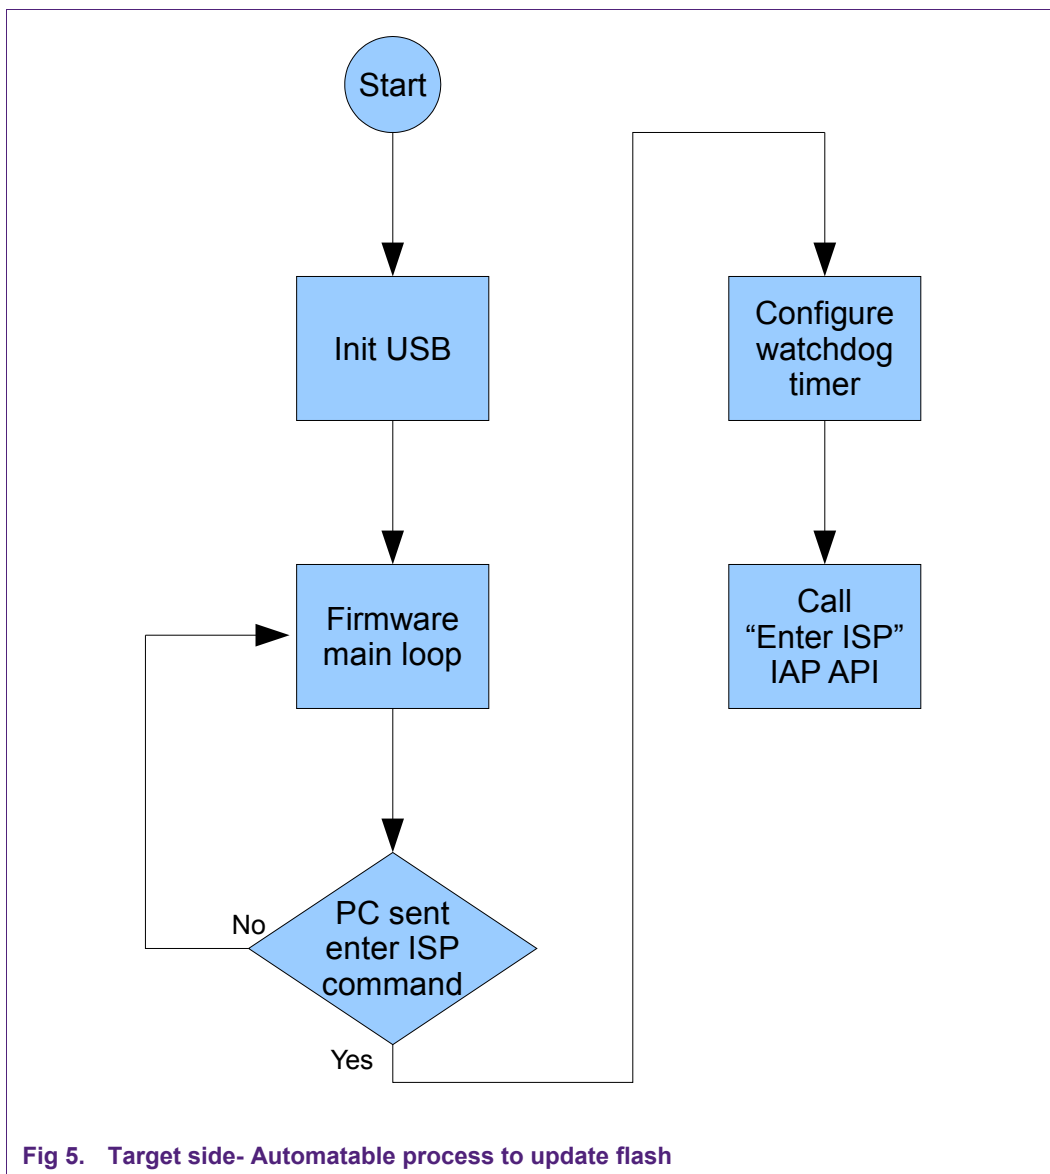 Start
Init USB
Firmware
main loop
PC sent
enter ISP
command
No
Yes
Configure
watchdog
timer
Call
“Enter ISP”
IAP API
Fig 5. Target side- Automatable process to update flash